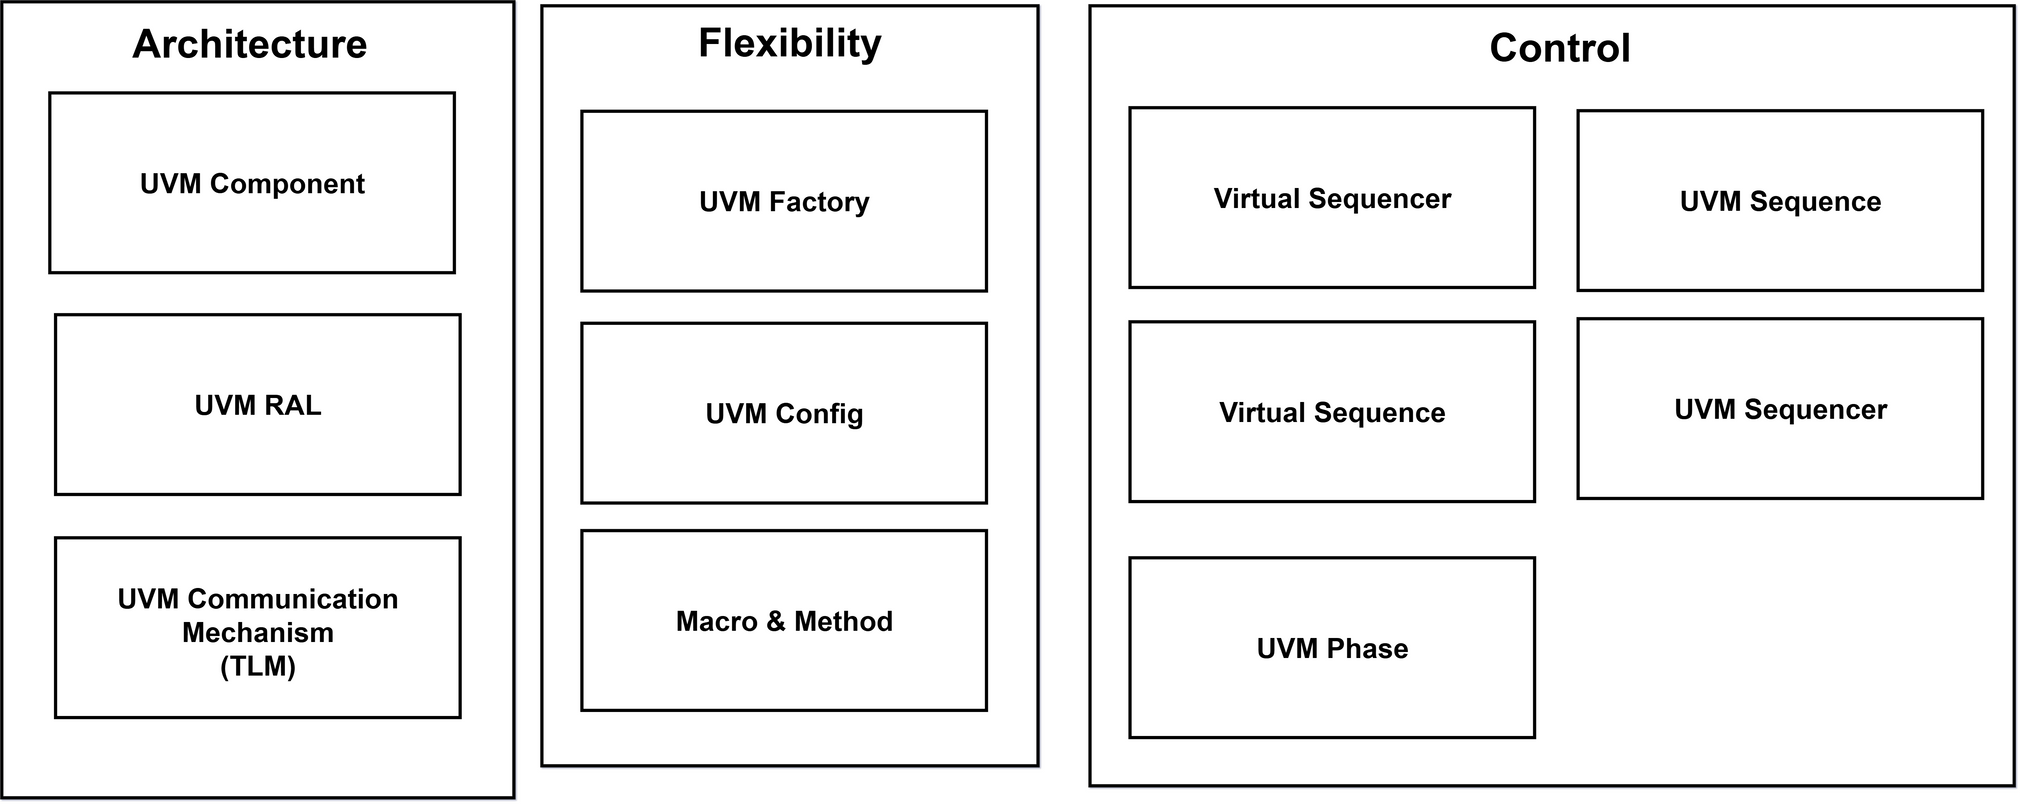 Architecture
UVM Component
UVM RAL
UVM Communication
Mechanism
(TLM)
Flexibility
UVM Factory
UVM Config
Macro & Method
Control
Virtual Sequencer
UVM Sequence
Virtual Sequence
UVM Sequencer
UVM Phase